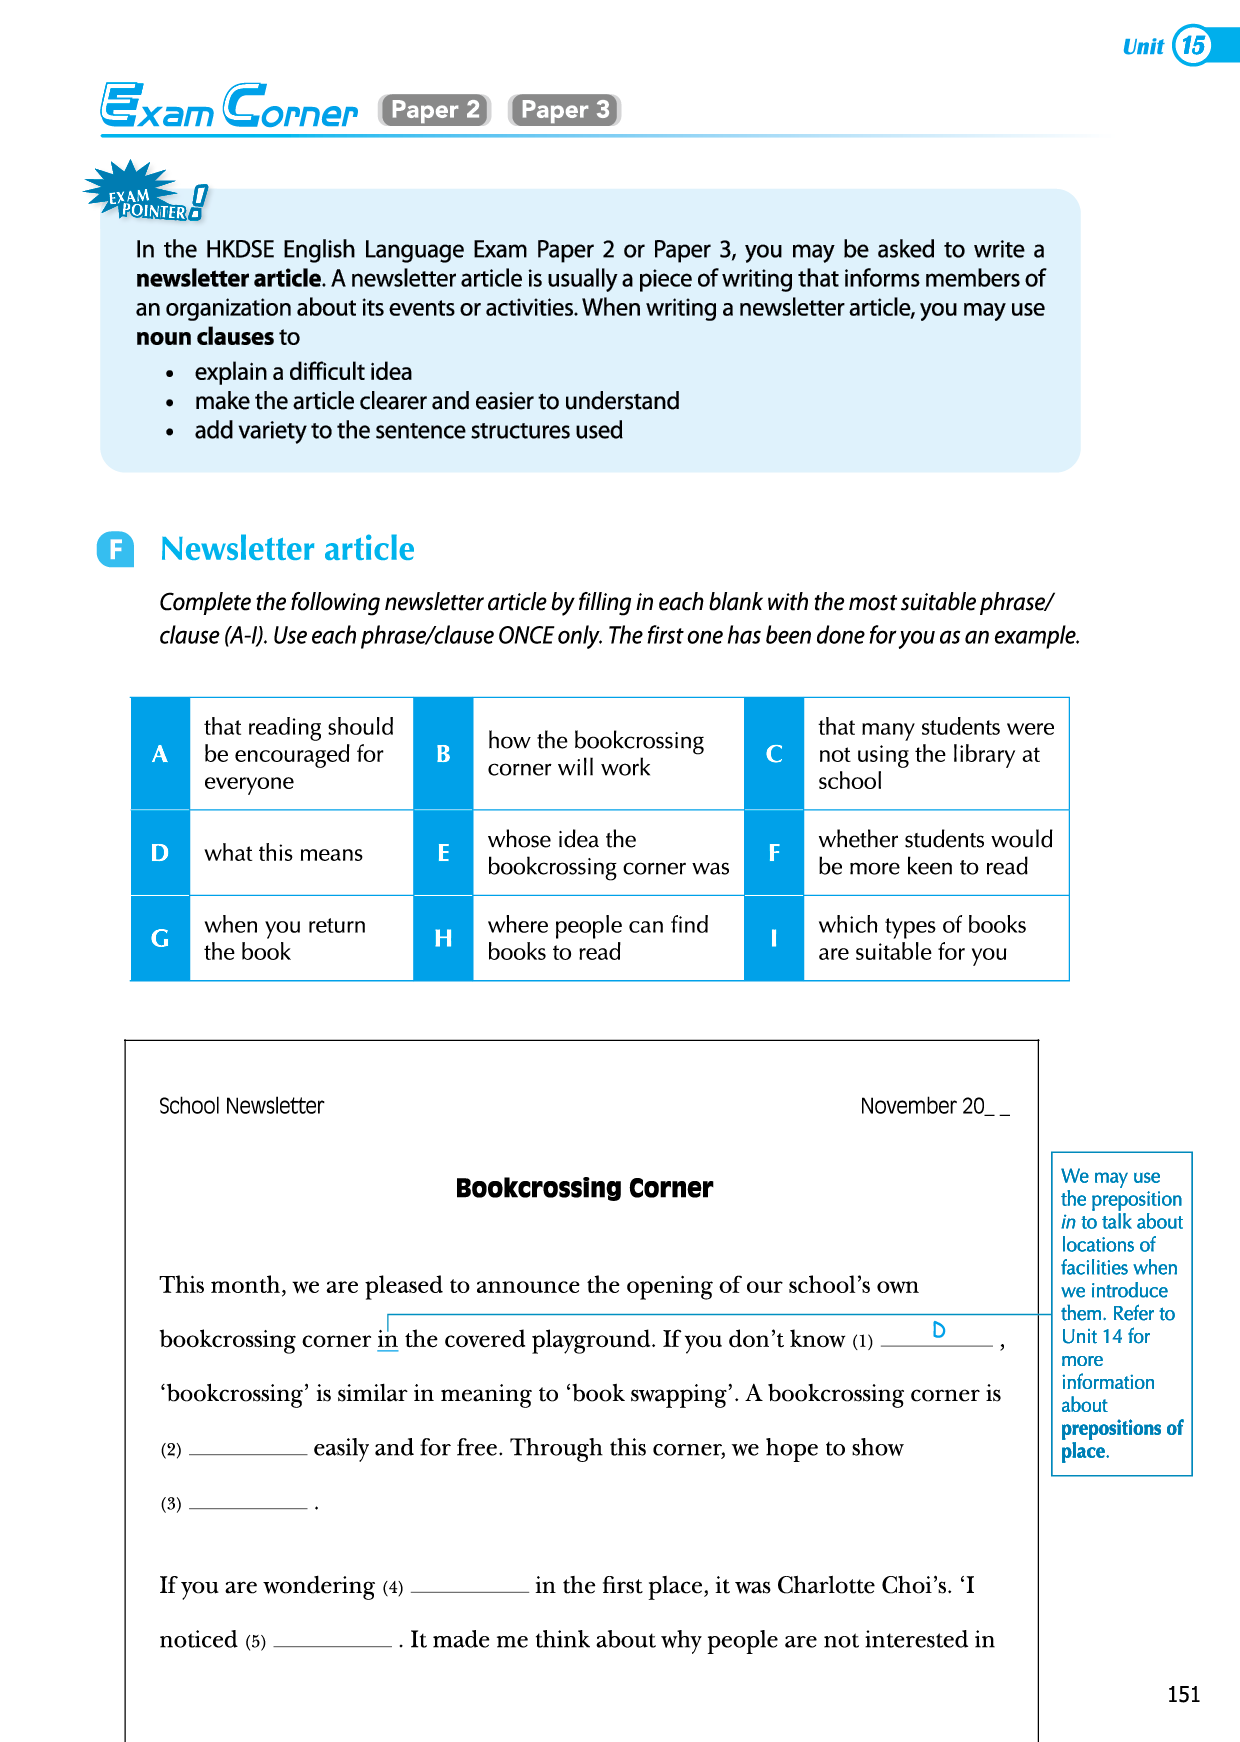 Unit 15
Exam Corner Paper 2 Paper 3
EXAM
POINTER!
In the HKDSE English Language Exam Paper 2 or Paper 3, you may be asked to write a
newsletter article. A newsletter article is usually a piece of writing that informs members of
an organization about its events or activities. When writing a newsletter article, you may use
noun clauses to
• explain a difficult idea
• make the article clearer and easier to understand
• add variety to the sentence structures used
F Newsletter article
Complete the following newsletter article by filling in each blank with the most suitable phrase/
clause (A-I). Use each phrase/clause ONCE only. The first one has been done for you as an example.
A
that reading should
be encouraged for
everyone
B
how the bookcrossing
corner will work
C
that many students were
not using the library at
school
D
what this means
E
whose idea the
bookcrossing corner was
F
whether students would
be more keen to read
G
when you return
the book
H
where people can find
books to read
I
which types of books
are suitable for you
School Newsletter November 20_ _
Bookcrossing Corner
This month, we are pleased to announce the opening of our school’s own
bookcrossing corner in the covered playground. If you don’t know (1) D ,
‘bookcrossing’ is similar in meaning to ‘book swapping’. A bookcrossing corner is
(2) __________ easily and for free. Through this corner, we hope to show
(3) __________ .
If you are wondering (4) __________ in the first place, it was Charlotte Choi’s. ‘I
noticed (5) __________ . It made me think about why people are not interested in
We may use
the preposition
in to talk about
locations of
facilities when
we introduce
them. Refer to
Unit 14 for
more
information
about
prepositions of
place.
151